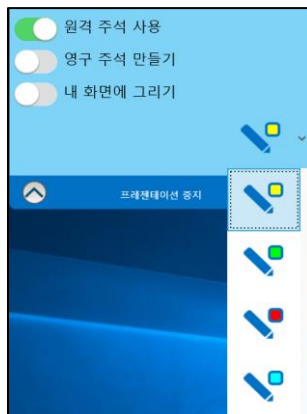 원격 주석 사용
영구 주석 만들기
내 화면에 그리기
프레젠테이션 중지